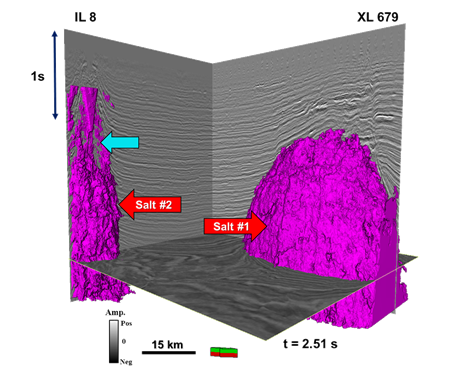 IL 8
XL 679
1s
Salt #2
Salt #1
Amp.
Pos
0
Neg
15 km
t = 2.51 s